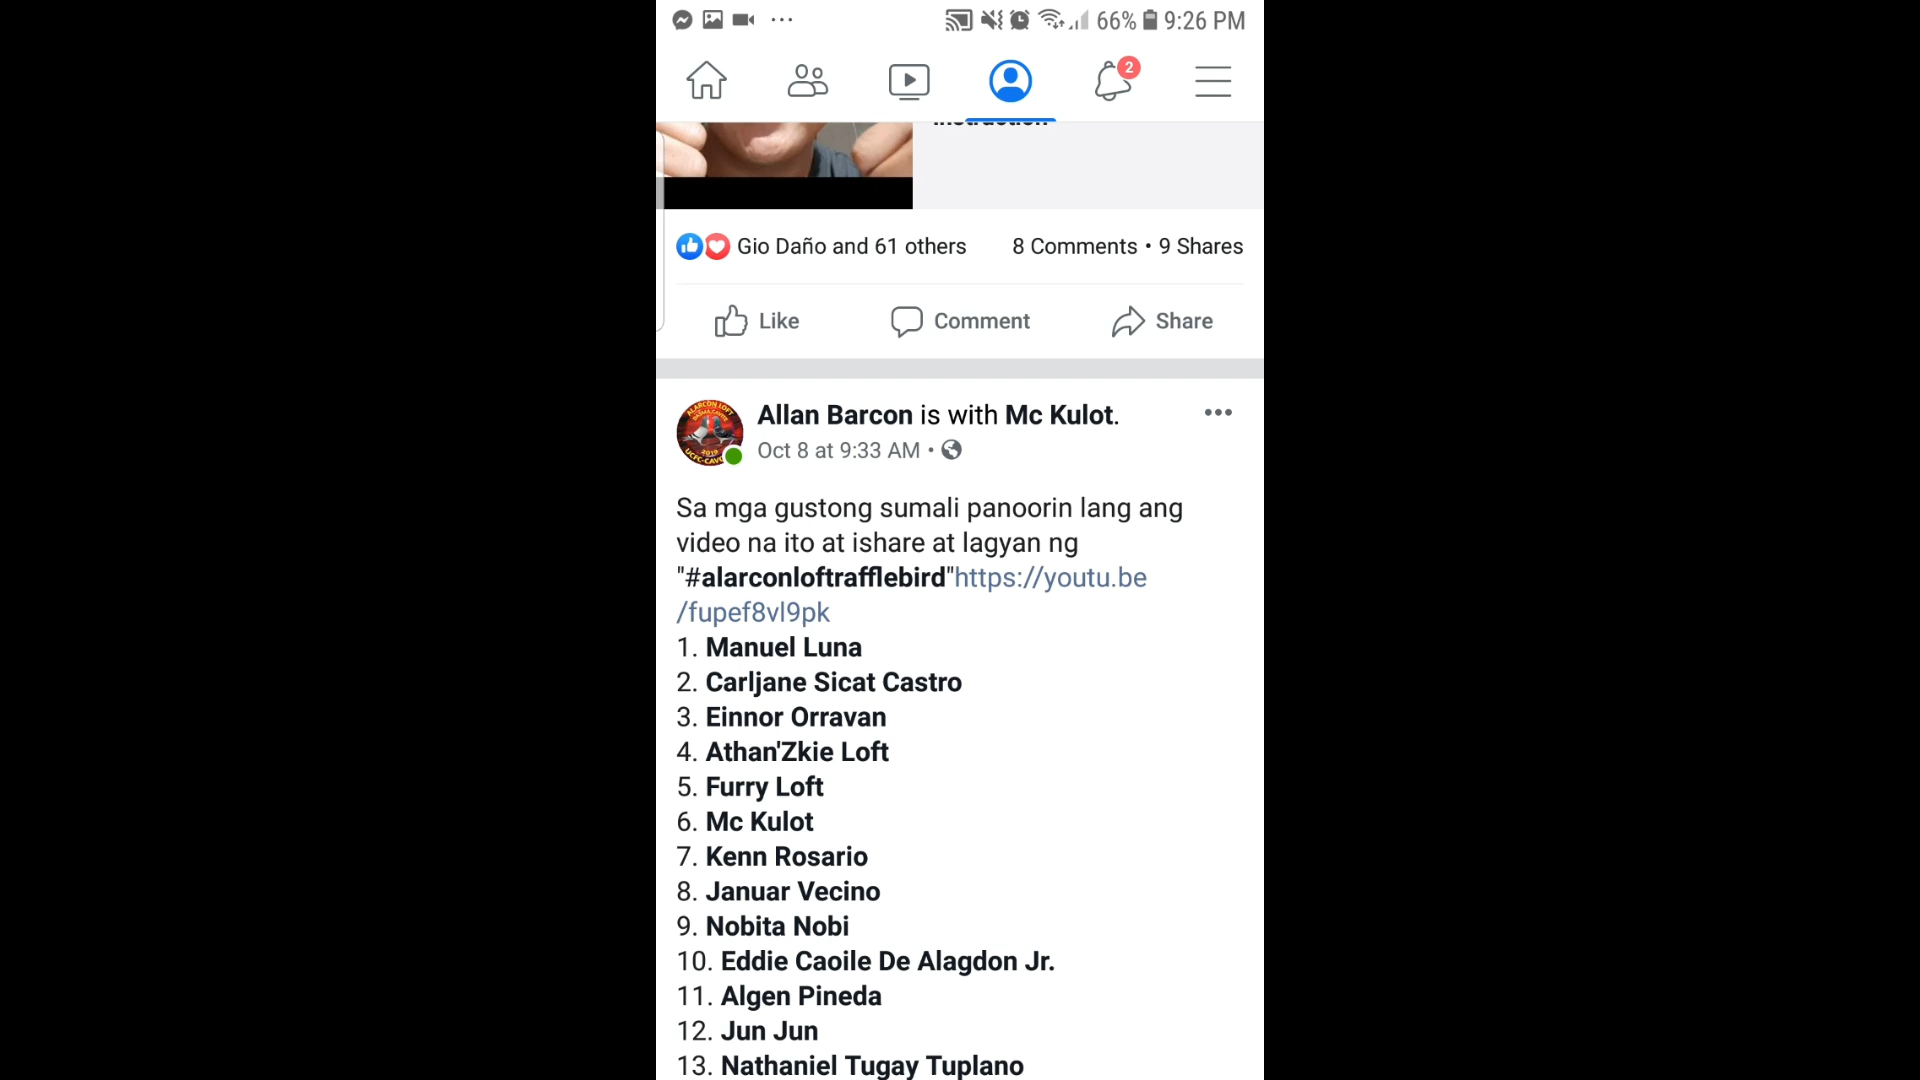 66% 9:26 PM
2
Gio Daño and 61 others 8 Comments • 9 Shares
Like Comment Share
Allan Barcon is with Mc Kulot.
Oct 8 at 9:33 AM •
ALARCON LOFT
2019
Sa mga gustong sumali panoorin lang ang
video na ito at ishare at lagyan ng
"#alarconloftrafflebird"https://youtu.be
/fupef8vl9pk
1. Manuel Luna
2. Carljane Sicat Castro
3. Einnor Orravan
4. Athan'Zkie Loft
5. Furry Loft
6. Mc Kulot
7. Kenn Rosario
8. Januar Vecino
9. Nobita Nobi
10. Eddie Caoile De Alagdon Jr.
11. Algen Pineda
12. Jun Jun
13. Nathaniel Tugay Tuplano